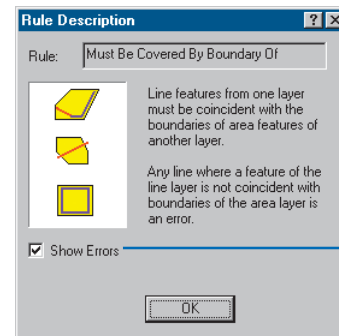 Rule Description
Rule: Must Be Covered By Boundary Of
Line features from one layer
must be coincident with the
boundaries of area features of
another layer.
Any line where a feature of the
line layer is not coincident with
boundaries of the area layer is
an error.
Show Errors
OK